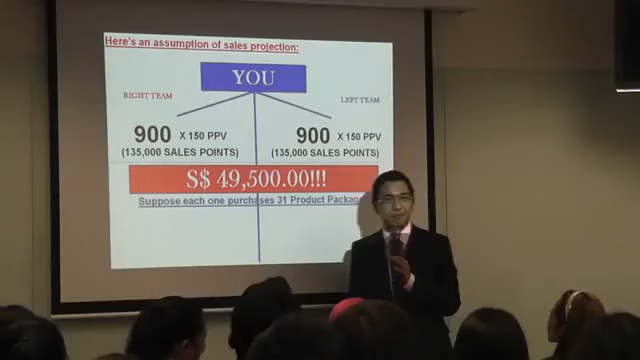 Here's an assumption of sales projection:
YOU
RIGHT TEAM
LEFT TEAM
900 X 150 PPV
900 X 150 PPV
(135,000 SALES POINTS)
(135,000 SALES POINTS)
S$ 49,500.00!!!
Suppose each one purchases 31 Product